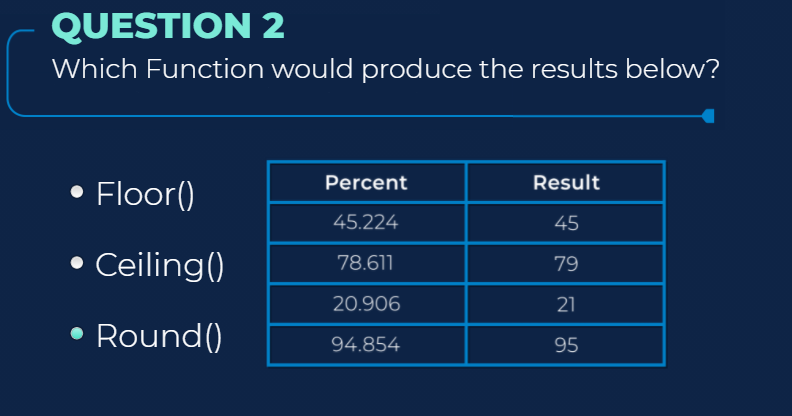 QUESTION 2
Which Function would produce the results below?
• Floor()
• Ceiling()
• Round()
Percent Result
45.224 45
78.611 79
20.906 21
94.854 95